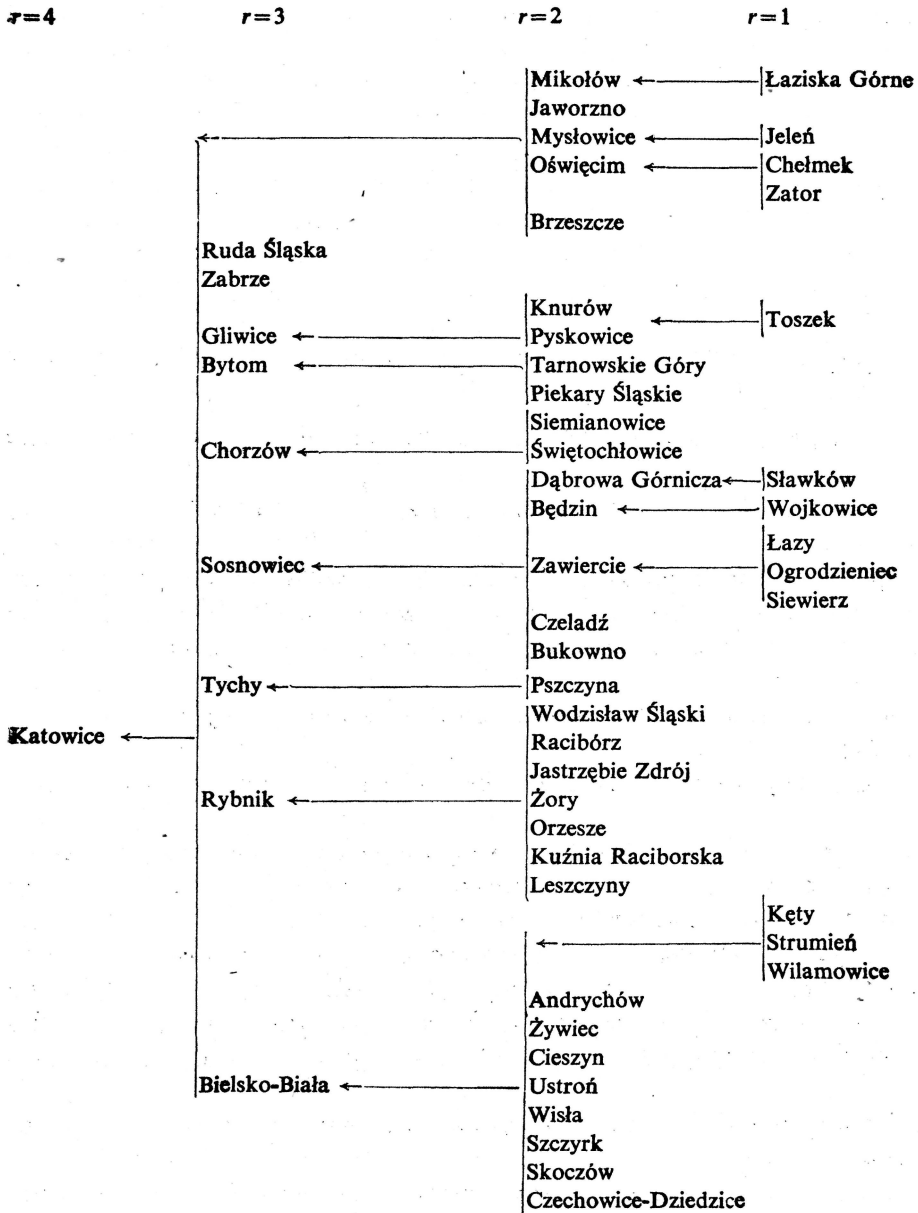 r=4 r=3 r=2 r=1
Mikołów Łaziska Górne
Jaworzno
Mysłowice Jeleń
Oświęcim Chełmek
Zator
Brzeszcze
Ruda Śląska
Zabrze
Knurów
Toszek
Gliwice Pyskowice
Bytom Tarnowskie Góry
Piekary Śląskie
Siemianowice
Chorzów Świętochłowice
Dąbrowa Górnicza Sławków
Będzin Wojkowice
Łazy
Sosnowiec Zawiercie Ogrodzieniec
Siewierz
Czeladź
Bukowno
Tychy Pszczyna
Wodzisław Śląski
Katowice Racibórz
Jastrzębie Zdrój
Rybnik Żory
Orzesze
Kuźnia Raciborska
Leszczyny
Kęty
Strumień
Wilamowice
Andrychów
Żywiec
Cieszyn
Bielsko-Biała Ustroń
Wisła
Szczyrk
Skoczów
Czechowice-Dziedzice